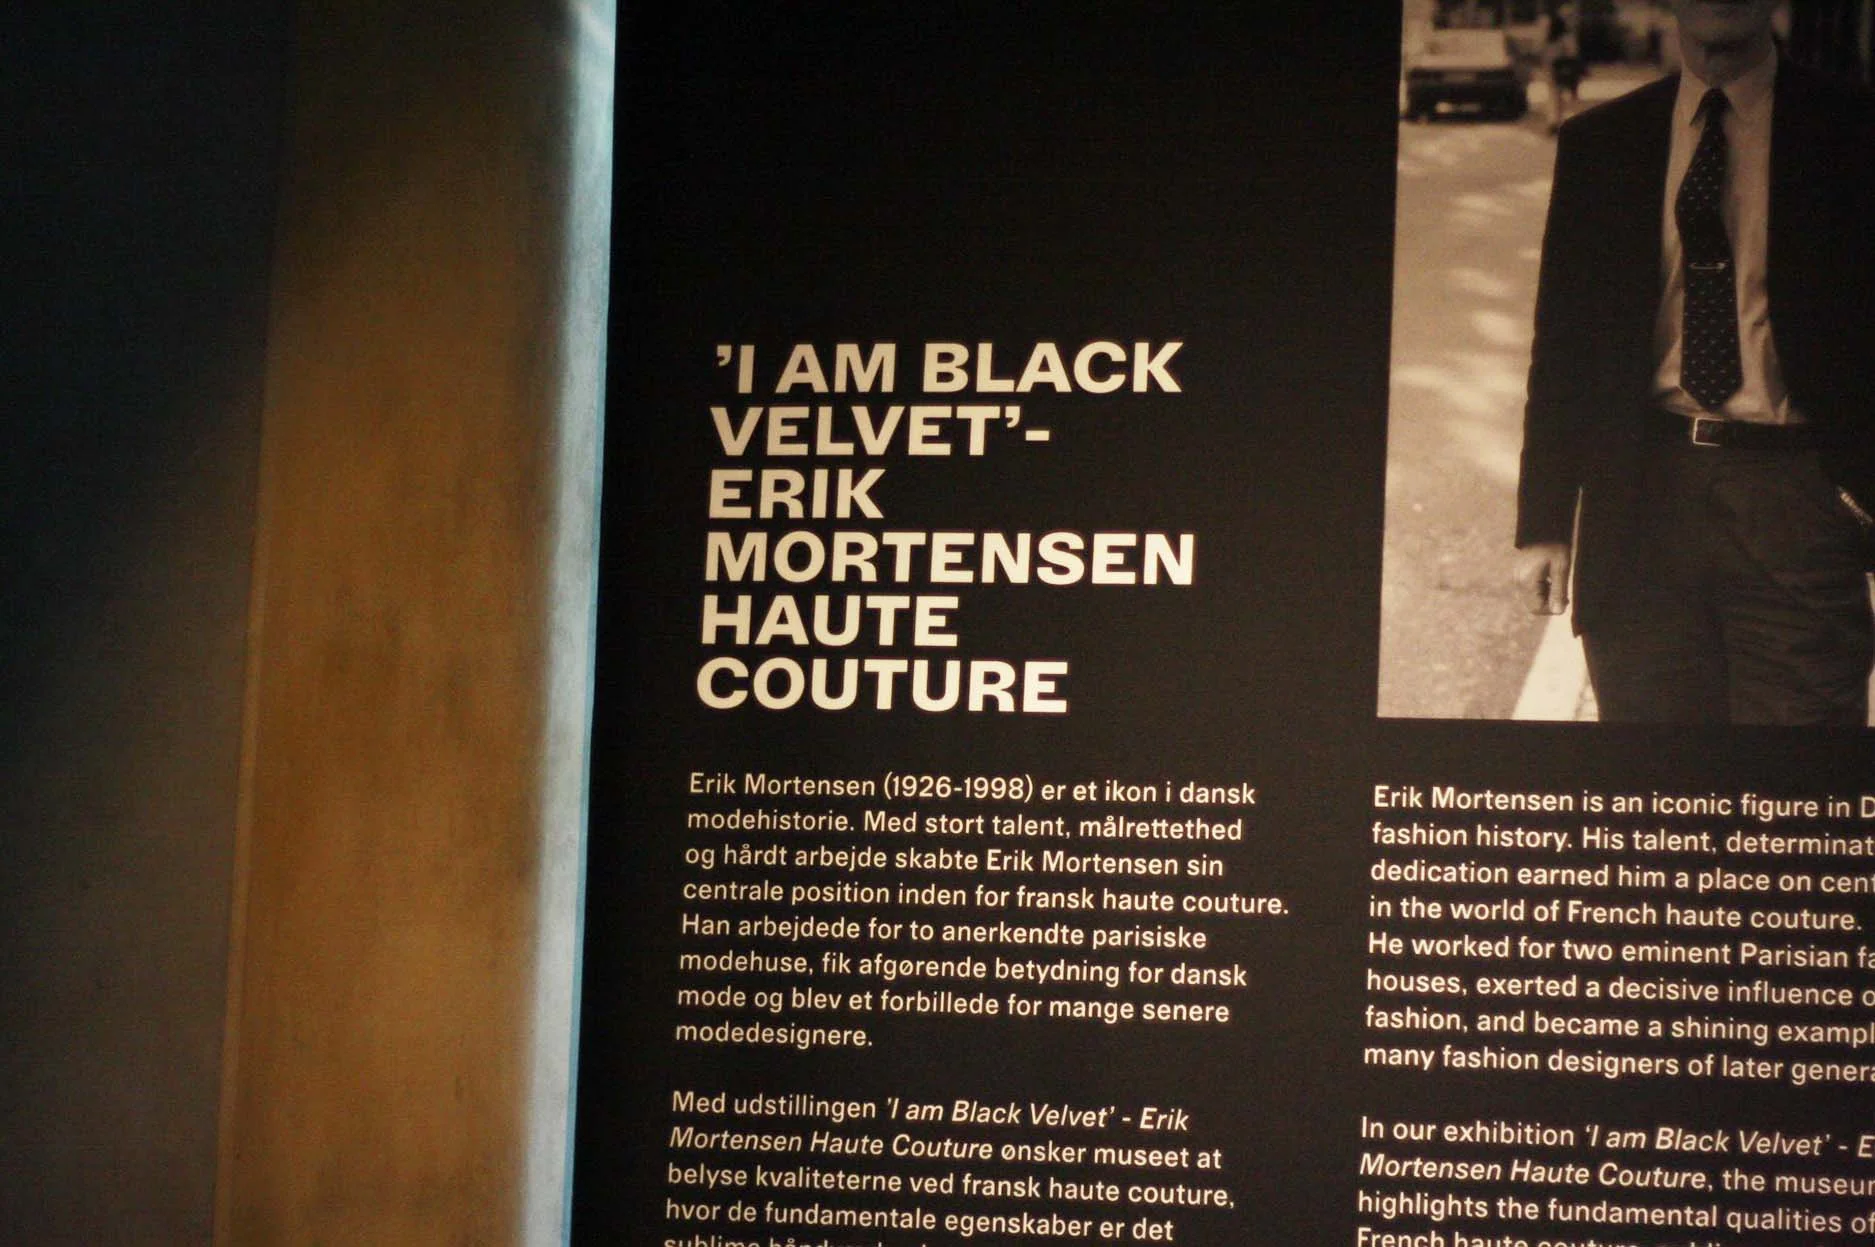 ’I AM BLACK
VELVET’-
ERIK
MORTENSEN
HAUTE
COUTURE
Erik Mortensen (1926-1998) er et ikon i dansk
modehistorie. Med stort talent, målrettethed
og hårdt arbejde skabte Erik Mortensen sin
centrale position inden for fransk haute couture.
Han arbejdede for to anerkendte parisiske
modehuse, fik afgørende betydning for dansk
mode og blev et forbillede for mange senere
modedesignere.
Med udstillingen ’I am Black Velvet’ - Erik
Mortensen Haute Couture ønsker museet at
belyse kvaliteterne ved fransk haute couture,
hvor de fundamentale egenskaber er det
sublime
Erik Mortensen is an iconic figure in
fashion history. His talent,
dedication earned him a place on
in the world of French haute couture.
He worked for two eminent Parisian
houses, exerted a decisive influence
fashion, and became a shining
many fashion designers of later
In our exhibition ‘I am Black Velvet’ -
Mortensen Haute Couture, the
highlights the fundamental qualities of
French haute